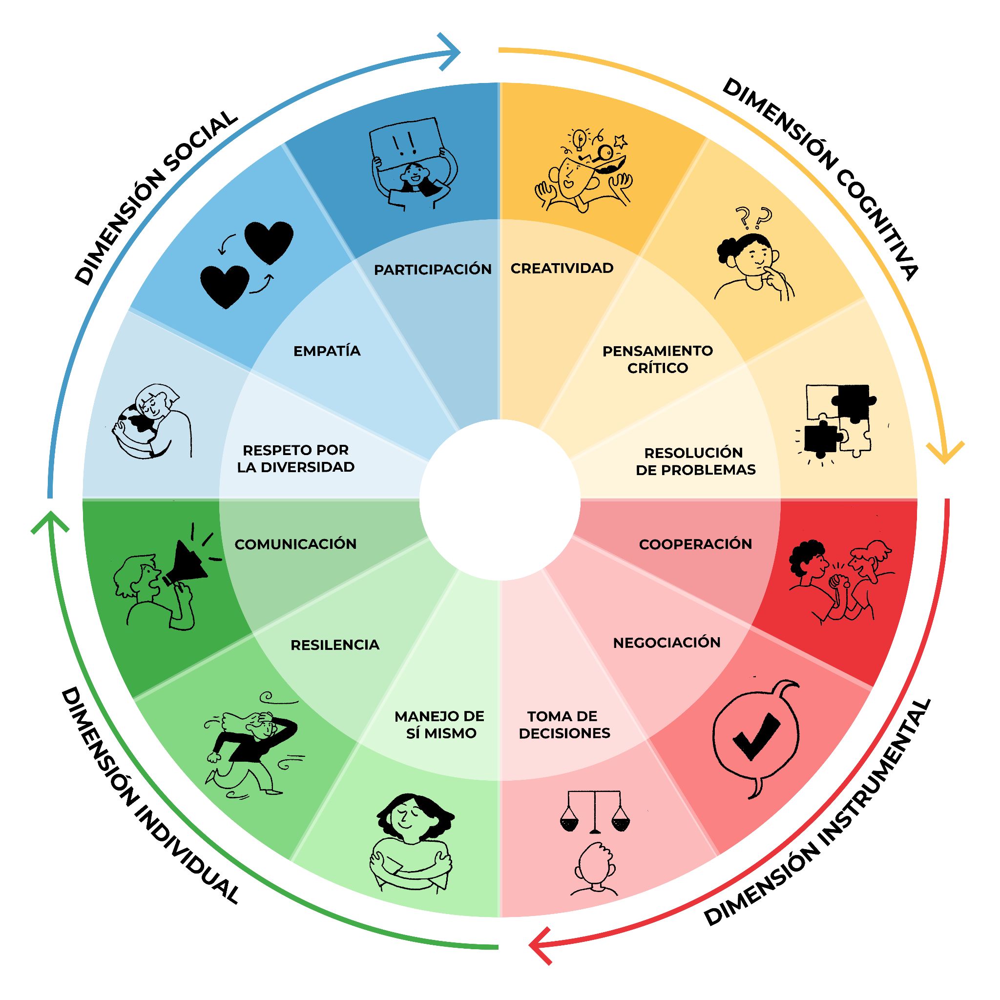 DIMENSIÓN SOCIAL
DIMENSIÓN COGNITIVA
PARTICIPACIÓN
CREATIVIDAD
EMPATÍA
PENSAMIENTO
CRÍTICO
RESPETO POR
LA DIVERSIDAD
RESOLUCIÓN
DE PROBLEMAS
COMUNICACIÓN
COOPERACIÓN
RESILENCIA
NEGOCIACIÓN
MANEJO DE
SÍ MISMO
TOMA DE
DECISIONES
DIMENSIÓN INDIVIDUAL
DIMENSIÓN INSTRUMENTAL